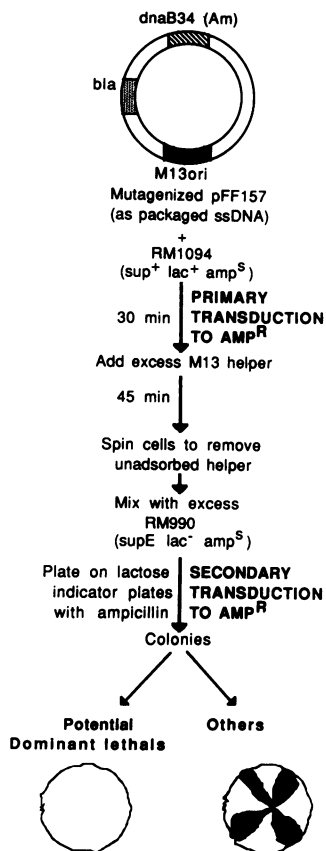 dnaB34 (Am)
bla
M13ori
Mutagenized pFF157
(as packaged ssDNA)
+
RM1094
(sup+ lac+ ampS)
30 min
PRIMARY
TRANSDUCTION
TO AMPR
Add excess M13 helper
45 min
Spin cells to remove
unadsorbed helper
Mix with excess
RM990
(supE lac- ampS)
Plate on lactose
indicator plates
with ampicillin
SECONDARY
TRANSDUCTION
TO AMPR
Colonies
Potential
Dominant lethals
Others